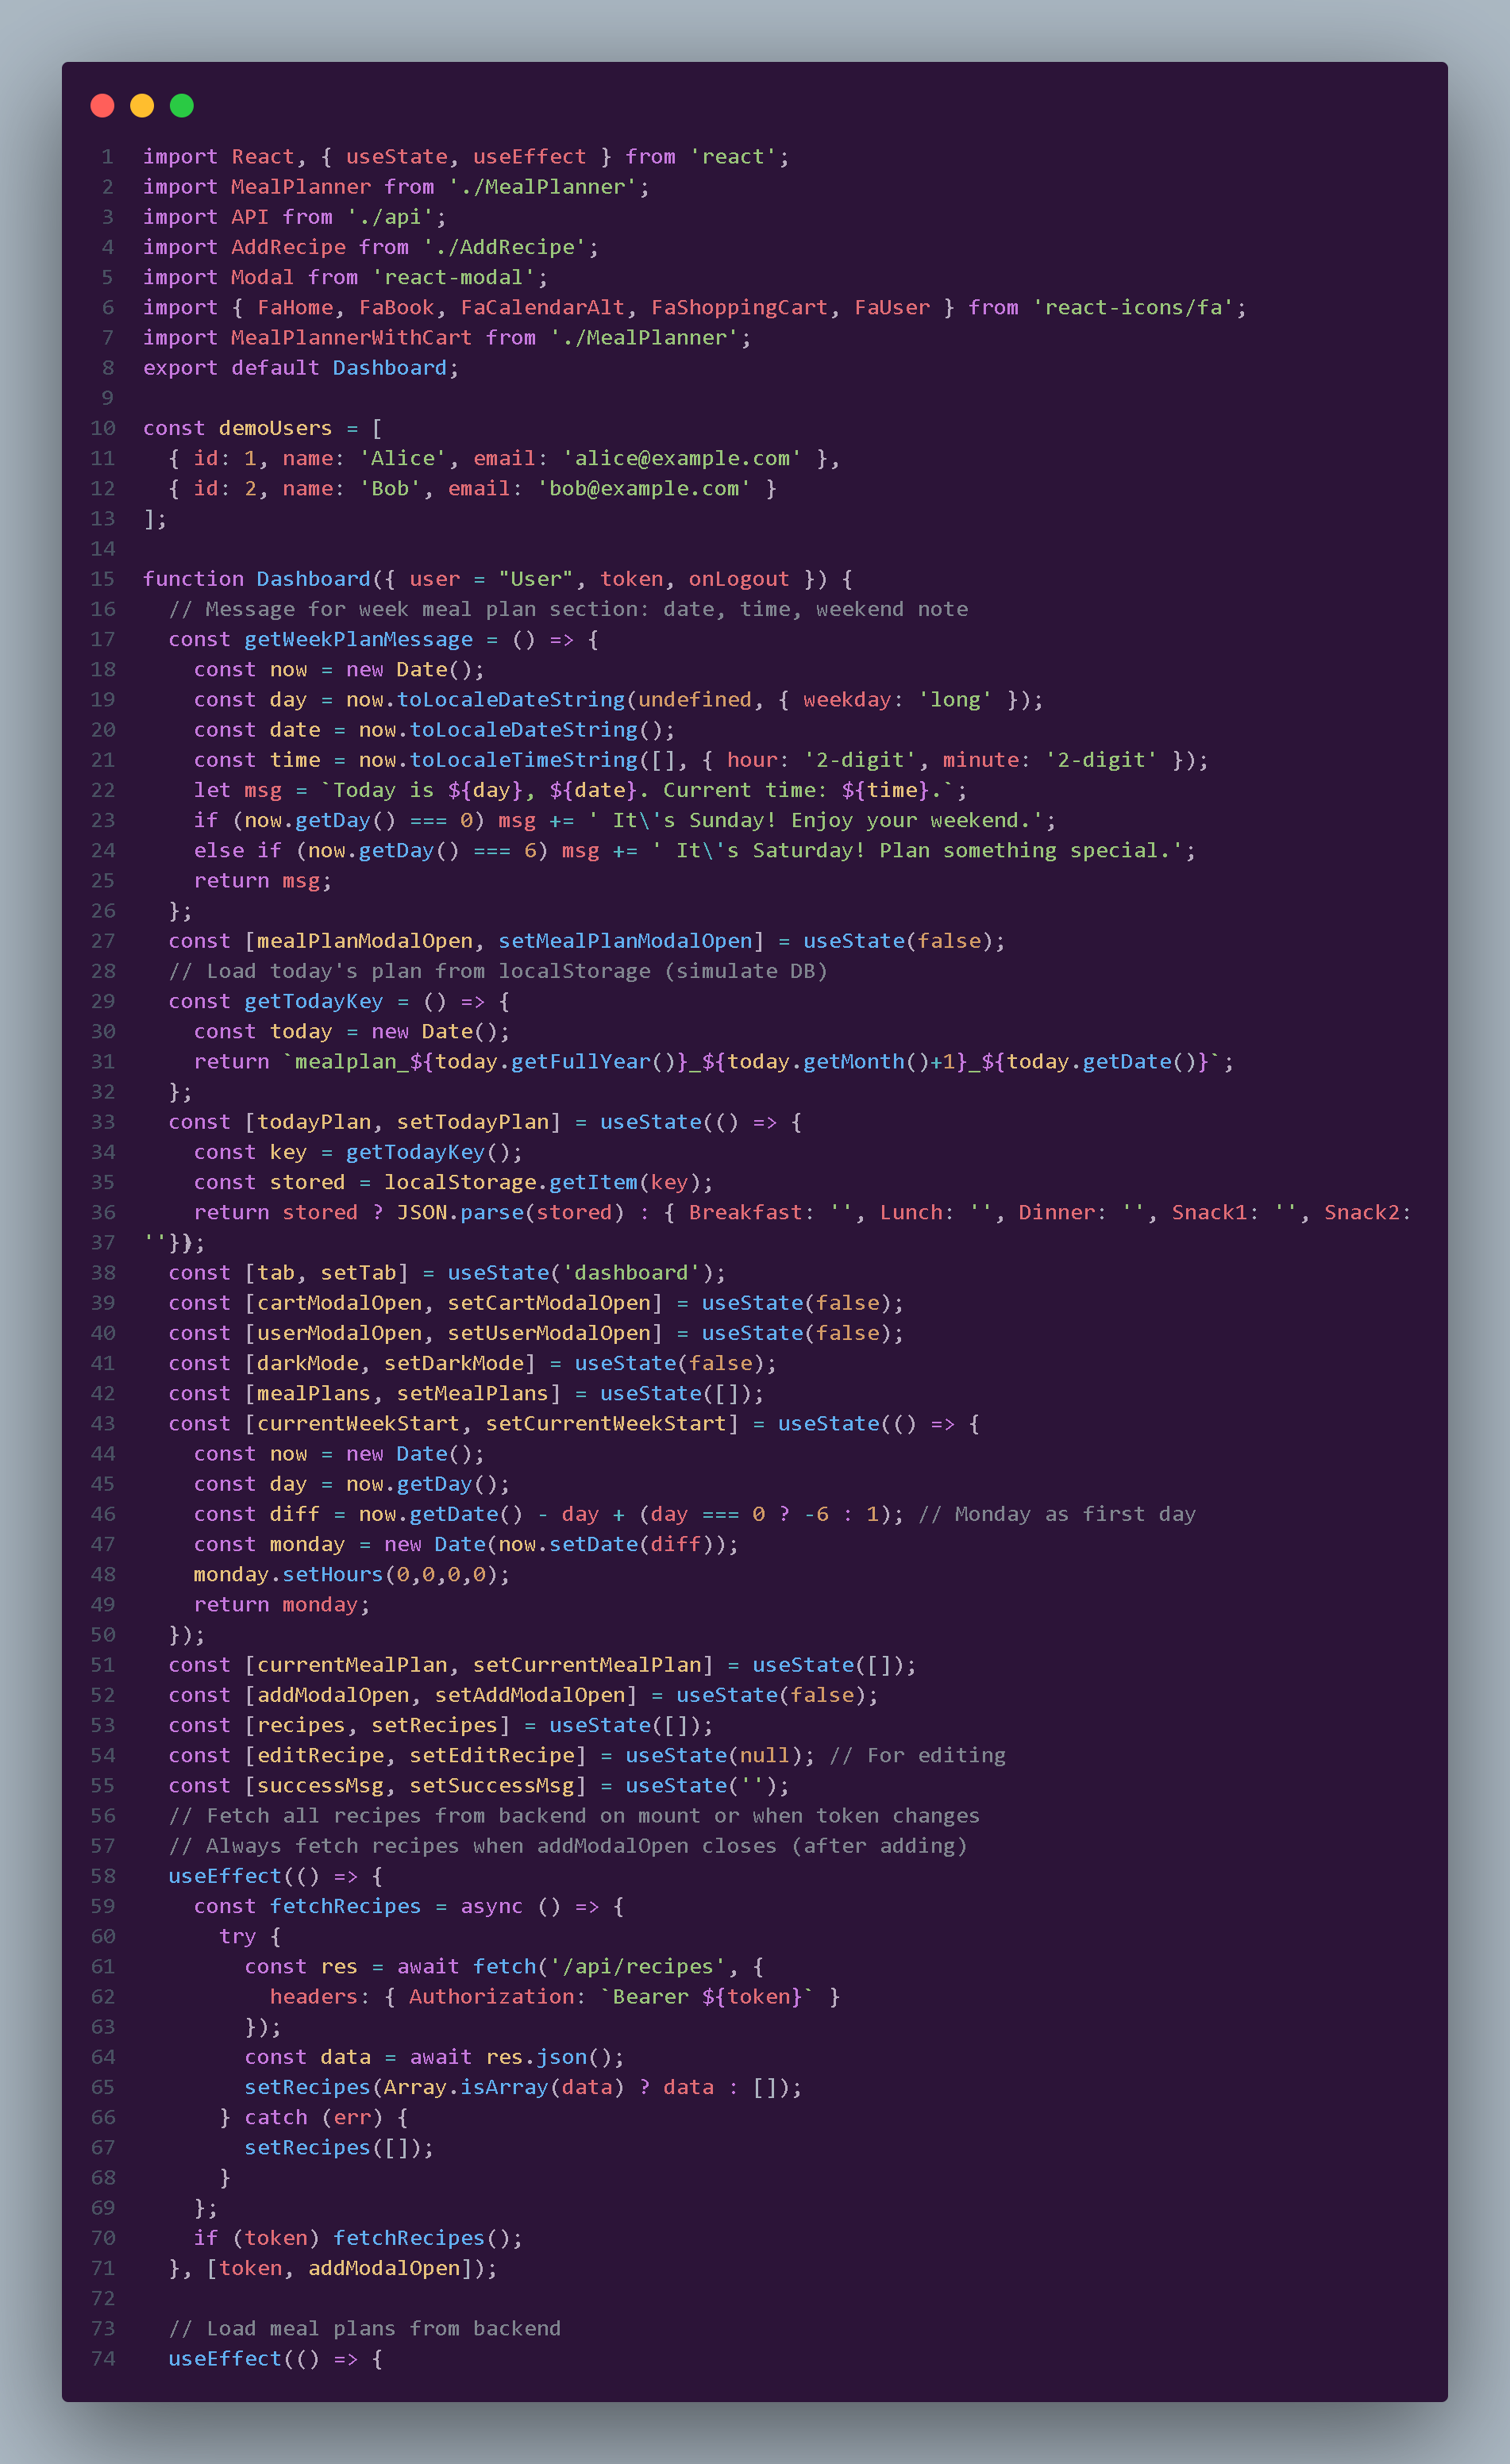 1 import React, { useState, useEffect } from 'react';
2 import MealPlanner from './MealPlanner';
3 import API from './api';
4 import AddRecipe from './AddRecipe';
5 import Modal from 'react-modal';
6 import { FaHome, FaBook, FaCalendarAlt, FaShoppingCart, FaUser } from 'react-icons/fa';
7 import MealPlannerWithCart from './MealPlanner';
8 export default Dashboard;
9
10 const demoUsers = [
11   { id: 1, name: 'Alice', email: 'alice@example.com' },
12   { id: 2, name: 'Bob', email: 'bob@example.com' }
13 ];
14
15 function Dashboard({ user = "User", token, onLogout }) {
16   // Message for week meal plan section: date, time, weekend note
17   const getWeekPlanMessage = () => {
18     const now = new Date();
19     const day = now.toLocaleDateString(undefined, { weekday: 'long' });
20     const date = now.toLocaleDateString();
21     const time = now.toLocaleTimeString([], { hour: '2-digit', minute: '2-digit' });
22     let msg = `Today is ${day}, ${date}. Current time: ${time}.`;
23     if (now.getDay() === 0) msg += ' It\'s Sunday! Enjoy your weekend.';
24     else if (now.getDay() === 6) msg += ' It\'s Saturday! Plan something special.';
25     return msg;
26   };
27   const [mealPlanModalOpen, setMealPlanModalOpen] = useState(false);
28   // Load today's plan from localStorage (simulate DB)
29   const getTodayKey = () => {
30     const today = new Date();
31     return `mealplan_${today.getFullYear()}_${today.getMonth()+1}_${today.getDate()}`;
32   };
33   const [todayPlan, setTodayPlan] = useState(() => {
34     const key = getTodayKey();
35     const stored = localStorage.getItem(key);
36     return stored ? JSON.parse(stored) : { Breakfast: '', Lunch: '', Dinner: '', Snack1: '', Snack2:
37 ''});
38   const [tab, setTab] = useState('dashboard');
39   const [cartModalOpen, setCartModalOpen] = useState(false);
40   const [userModalOpen, setUserModalOpen] = useState(false);
41   const [darkMode, setDarkMode] = useState(false);
42   const [mealPlans, setMealPlans] = useState([]);
43   const [currentWeekStart, setCurrentWeekStart] = useState(() => {
44     const now = new Date();
45     const day = now.getDay();
46     const diff = now.getDate() - day + (day === 0 ? -6 : 1); // Monday as first day
47     const monday = new Date(now.setDate(diff));
48     monday.setHours(0,0,0,0);
49     return monday;
50   });
51   const [currentMealPlan, setCurrentMealPlan] = useState([]);
52   const [addModalOpen, setAddModalOpen] = useState(false);
53   const [recipes, setRecipes] = useState([]);
54   const [editRecipe, setEditRecipe] = useState(null); // For editing
55   const [successMsg, setSuccessMsg] = useState('');
56   // Fetch all recipes from backend on mount or when token changes
57   // Always fetch recipes when addModalOpen closes (after adding)
58   useEffect(() => {
59     const fetchRecipes = async () => {
60       try {
61         const res = await fetch('/api/recipes', {
62           headers: { Authorization: `Bearer ${token}` }
63         });
64         const data = await res.json();
65         setRecipes(Array.isArray(data) ? data : []);
66       } catch (err) {
67         setRecipes([]);
68       }
69     };
70     if (token) fetchRecipes();
71   }, [token, addModalOpen]);
72
73   // Load meal plans from backend
74   useEffect(() => {